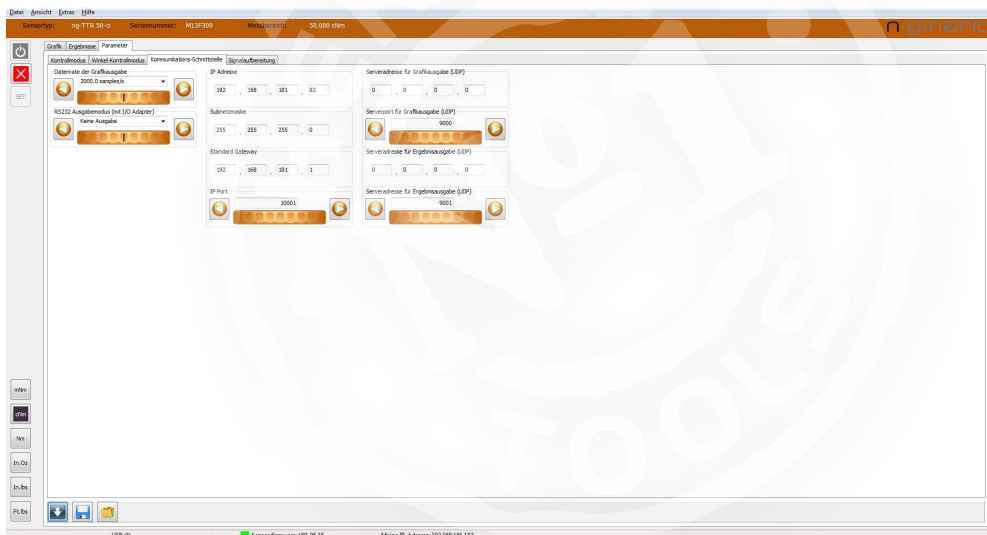 Datei Ansicht Extras Hilfe
Sensortyp: ng-TTR 50-ci Seriennummer: M13F309 Messbereich: 50.000 cNm
n·gineric
Grafik Ergebnisse Parameter
Kontrollmodus Winkel-Kontrollmodus Kommunikations-Schnittstelle Signalaufbereitung
Datenrate der Grafikausgabe
2000.0 samples/s
RS232 Ausgabemodus (mit I/O Adapter)
Keine Ausgabe
IP Adresse
192 . 168 . 181 . 82
Subnetzmaske
255 . 255 . 255 . 0
Standard Gateway
192 . 168 . 181 . 1
IP Port
10001
Serveradresse für Grafikausgabe (UDP)
0 . 0 . 0 . 0
Serverport für Grafikausgabe (UDP)
9000
Serveradresse für Ergebnisausgabe (UDP)
0 . 0 . 0 . 0
Serveradresse für Ergebnisausgabe (UDP)
9001
SET
mNm
cNm
Nm
In.Oz
In.lbs
Ft.lbs
TOOLS